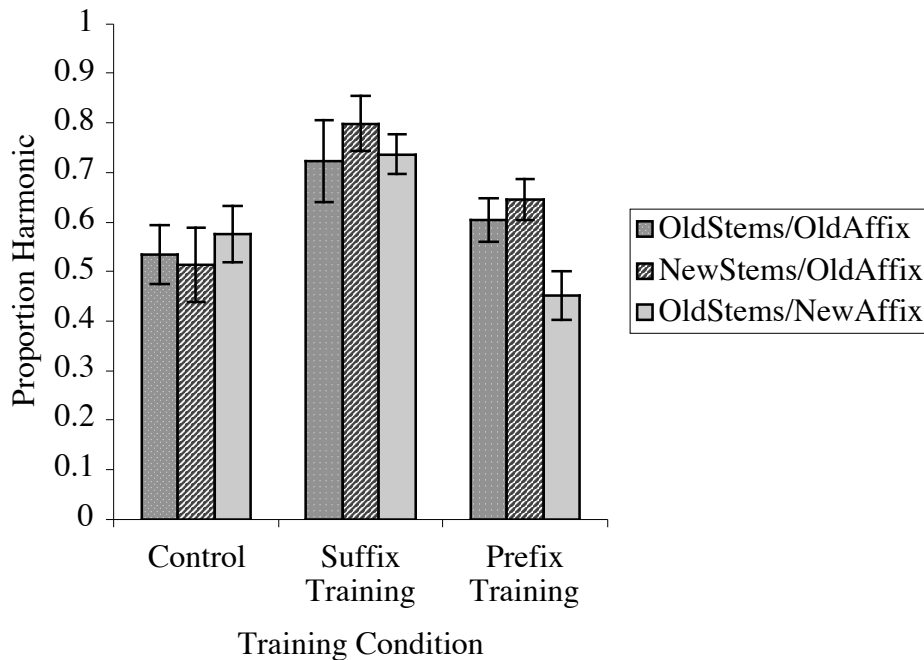 Proportion Harmonic
1
0.9
0.8
0.7
0.6
0.5
0.4
0.3
0.2
0.1
0
Control
Suffix
Training
Prefix
Training
Training Condition
OldStems/OldAffix
NewStems/OldAffix
OldStems/NewAffix